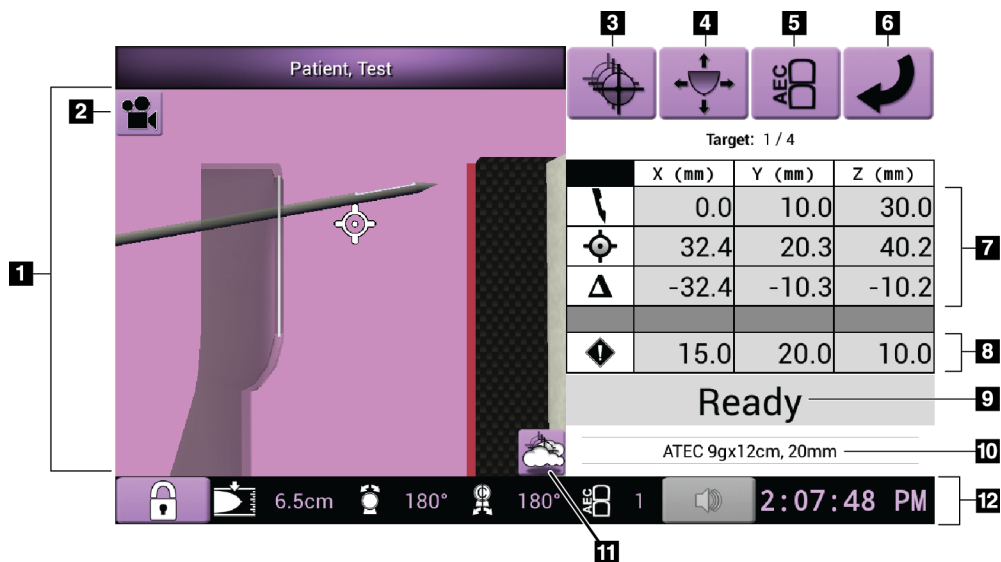 3 4 5 6
Patient, Test
AEC
2
Target: 1 / 4
X (mm) Y (mm) Z (mm)
0.0 10.0 30.0
32.4 20.3 40.2
Δ -32.4 -10.3 -10.2
7
1
! 15.0 20.0 10.0
8
Ready
9
ATEC 9gx12cm, 20mm
10
6.5cm 180° C 180° AEC 1 2:07:48 PM
12
11